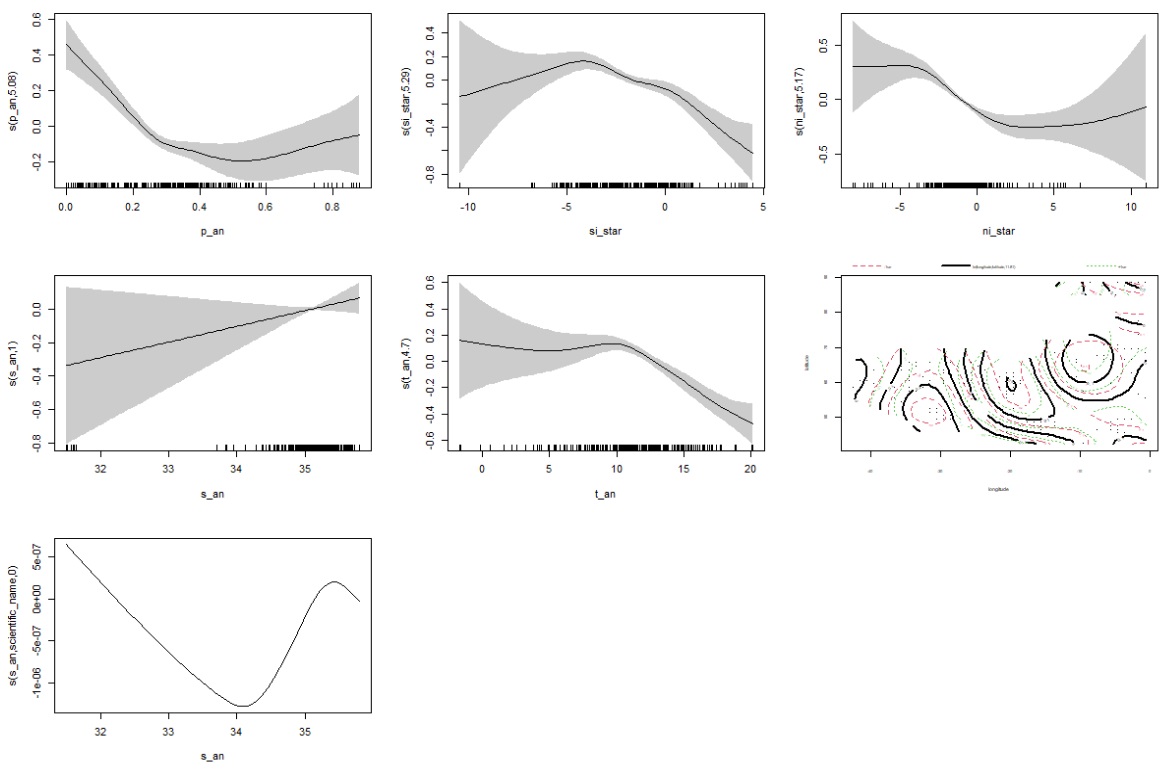 s(p_an,5.08)
0.6
0.4
0.2
0.0
-0.2
0.0 0.2 0.4 0.6 0.8
p_an
s(si_star,5.29)
0.4
0.0
-0.4
-0.8
-10 -5 0 5
si_star
s(ni_star,5.17)
0.5
0.0
-0.5
-5 0 5 10
ni_star
s(s_an,1)
0.0
-0.2
-0.4
-0.6
-0.8
32 33 34 35
s_an
s(t_an,4.7)
0.6
0.4
0.2
0.0
-0.2
-0.4
-0.6
0 5 10 15 20
t_an
latitude
longitude
s(s_an,scientific_name,0)
5e-07
0e+00
-5e-07
-1e-06
32 33 34 35
s_an